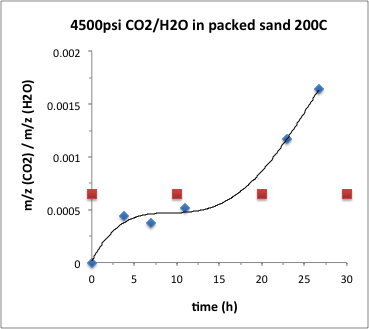 4500psi CO2/H2O in packed sand 200C
m/z (CO2) / m/z (H2O)
0.002
0.0015
0.001
0.0005
0
0 5 10 15 20 25 30
time (h)